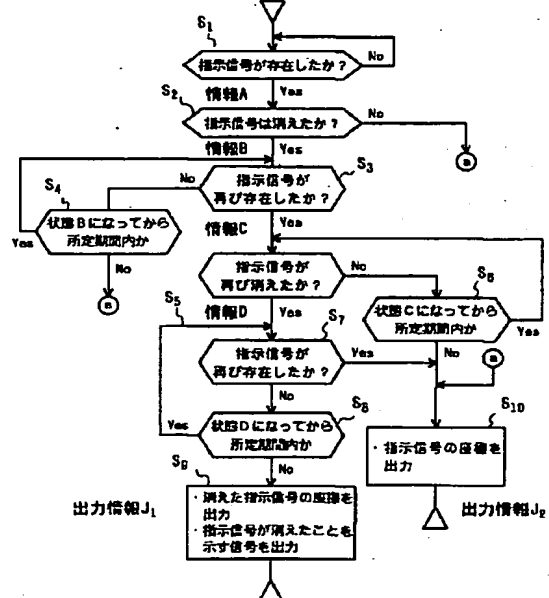 S1
指示信号が存在したか？
No
情報A
Yes
S2
指示信号は消えたか？
No
情報B
Yes
ⓐ
S3
No
指示信号が
再び存在したか？
S4
状態Bになってから
所定期間内か
Yes
No
ⓐ
情報C
Yes
指示信号が
再び消えたか？
No
S6
状態Cになってから
所定期間内か
Yes
No
S5
情報D
Yes
S7
指示信号が
再び存在したか？
Yes
ⓐ
No
状態Dになってから
所定期間内か
S8
Yes
No
S10
・指示信号の座標を
出力
S9
・消えた指示信号の座標を
出力
・指示信号が消えたことを
示す信号を出力
出力情報J1
出力情報J2